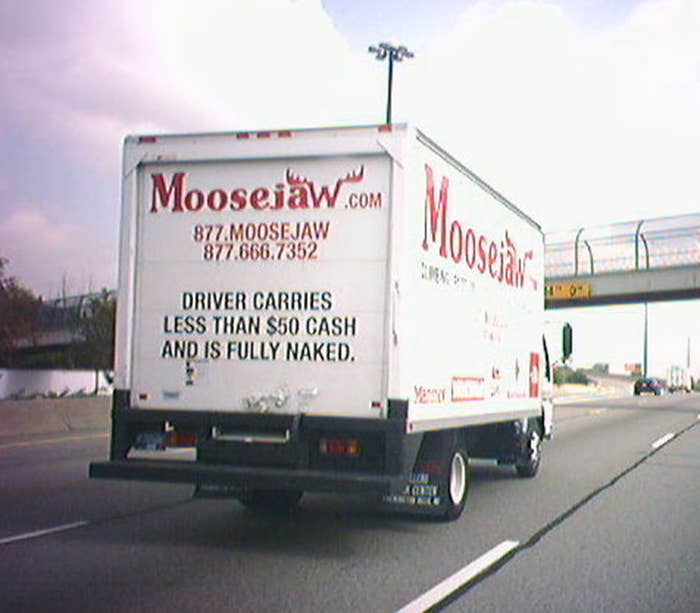 Moosejaw.COM
877.MOOSEJAW
877.666.7352
DRIVER CARRIES
LESS THAN $50 CASH
AND IS FULLY NAKED.
Moosejaw